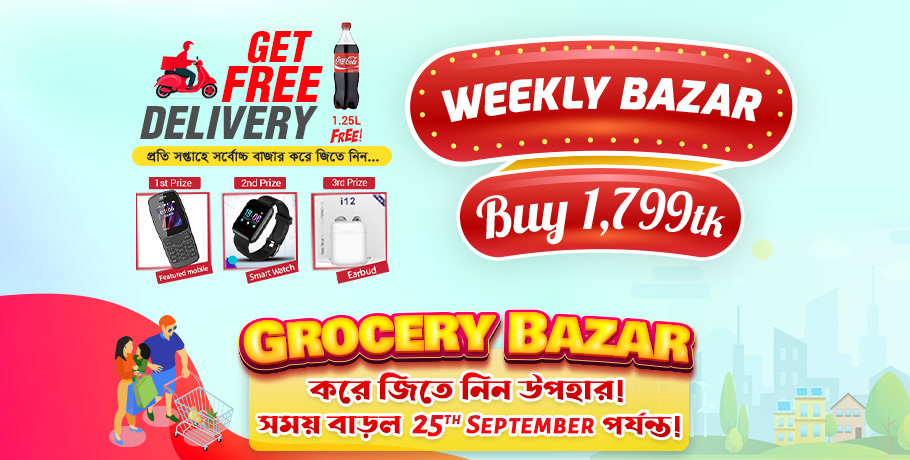 GET
FREE
DELIVERY
Coca-Cola
1.25L
FREE!
প্রতি সপ্তাহে সর্বোচ্চ বাজার করে জিতে নিন...
1st Prize
2nd Prize
3rd Prize
i12
Featured mobile
Smart Watch
Earbud
WEEKLY BAZAR
Buy 1,799tk
GROCERY BAZAR
করে জিতে নিন উপহার!
সময় বাড়ল 25TH SEPTEMBER পর্যন্ত!